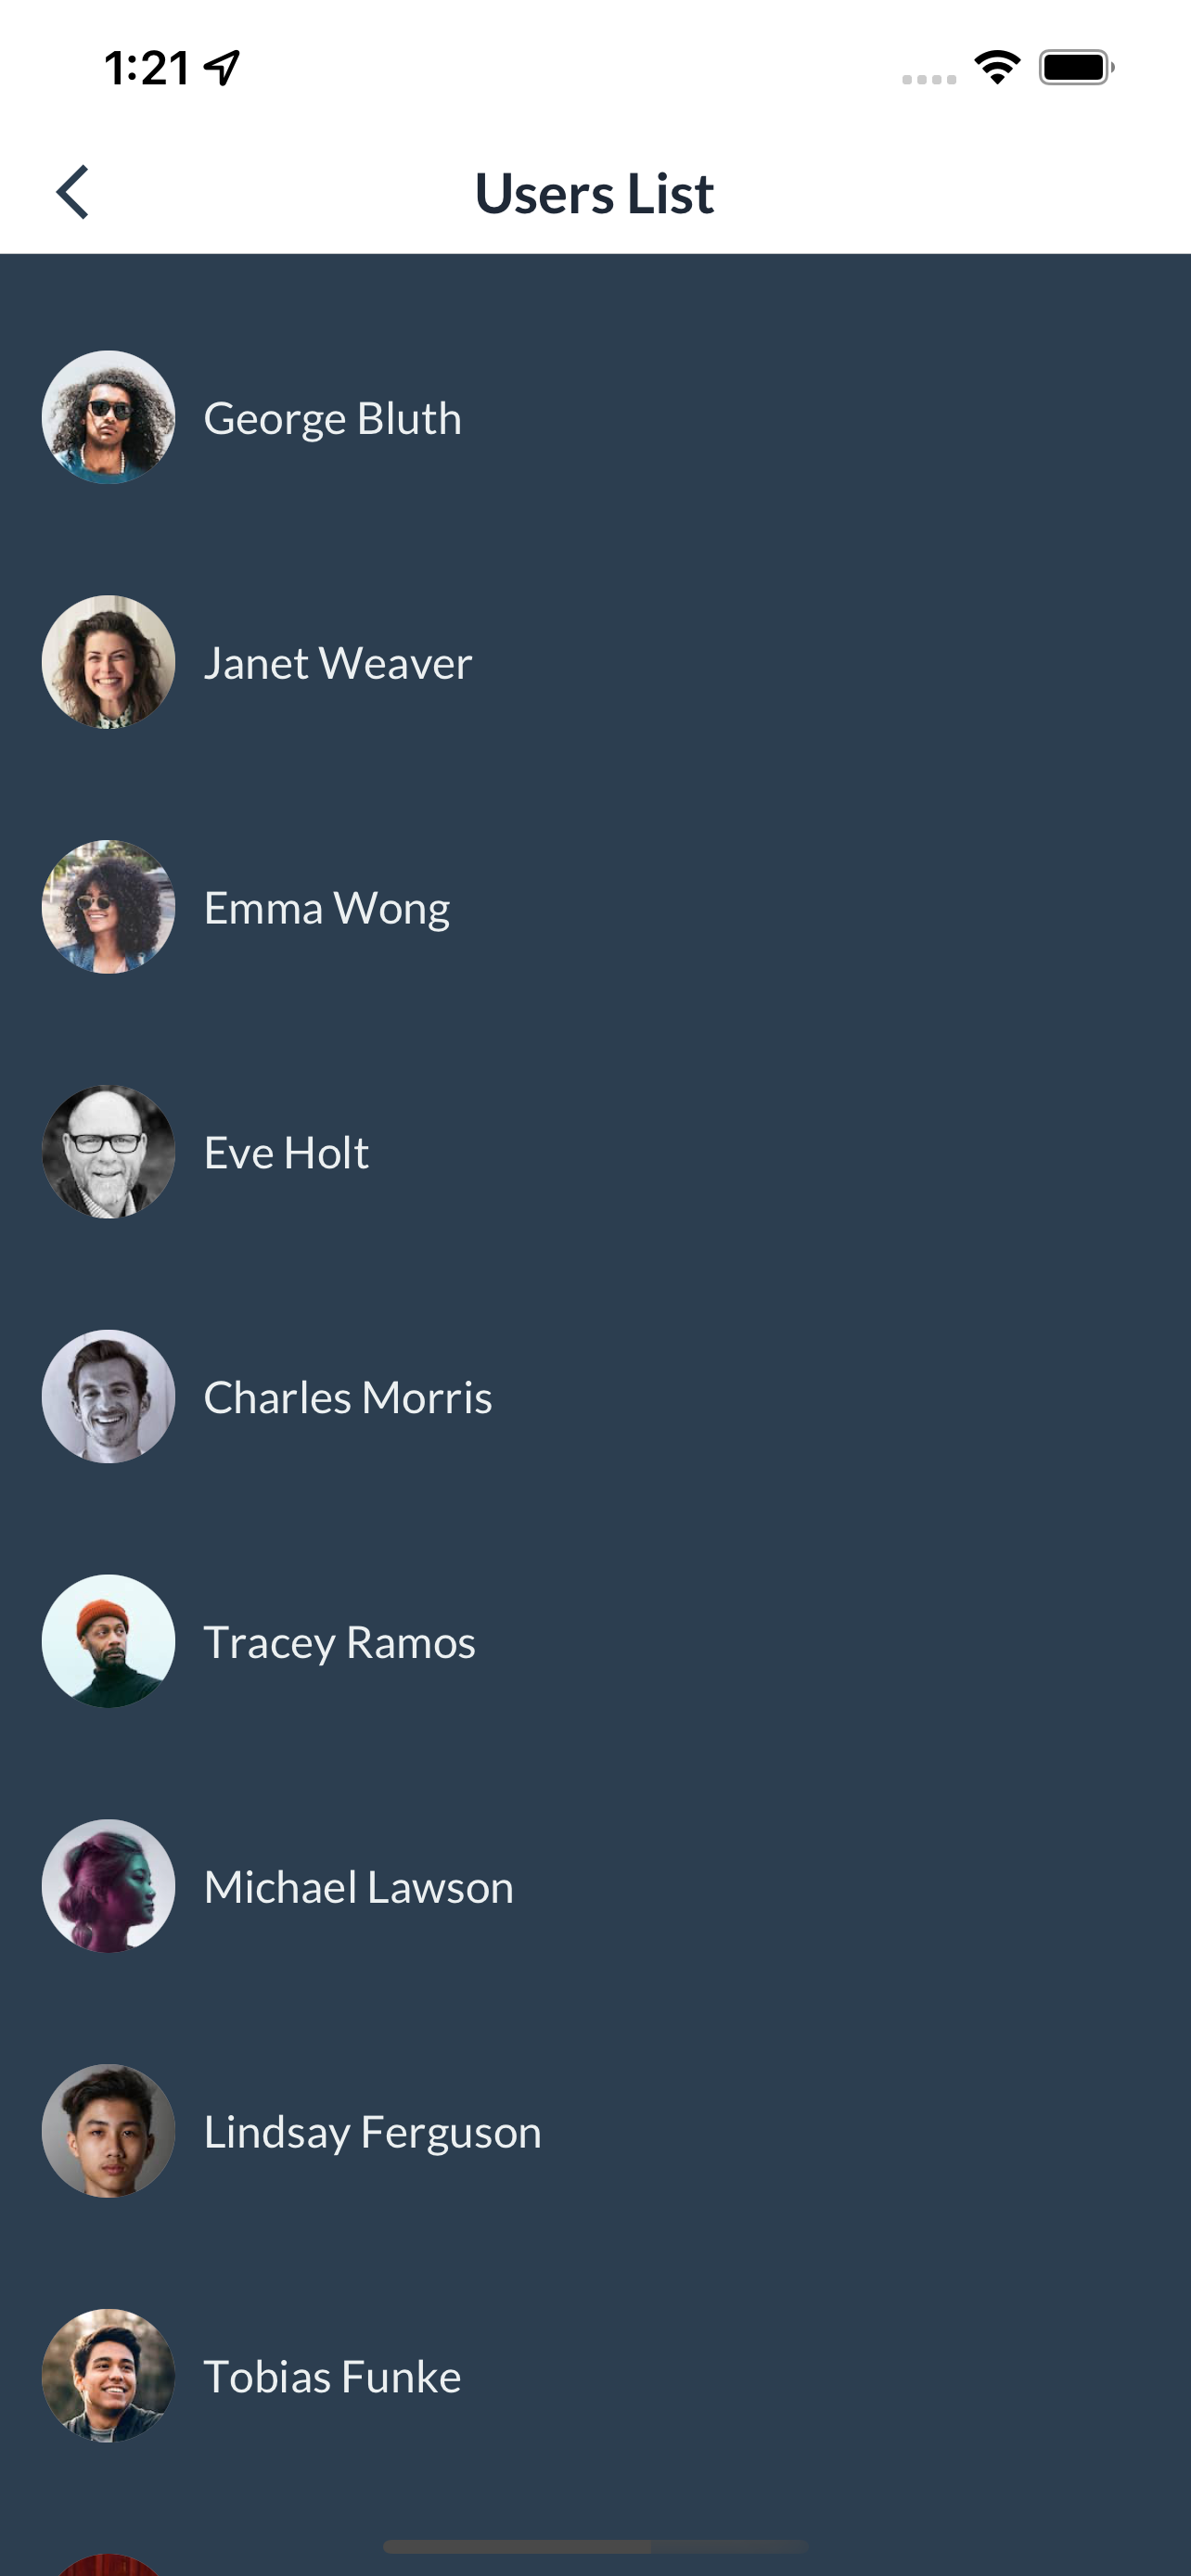 1:21
Users List
George Bluth
Janet Weaver
Emma Wong
Eve Holt
Charles Morris
Tracey Ramos
Michael Lawson
Lindsay Ferguson
Tobias Funke